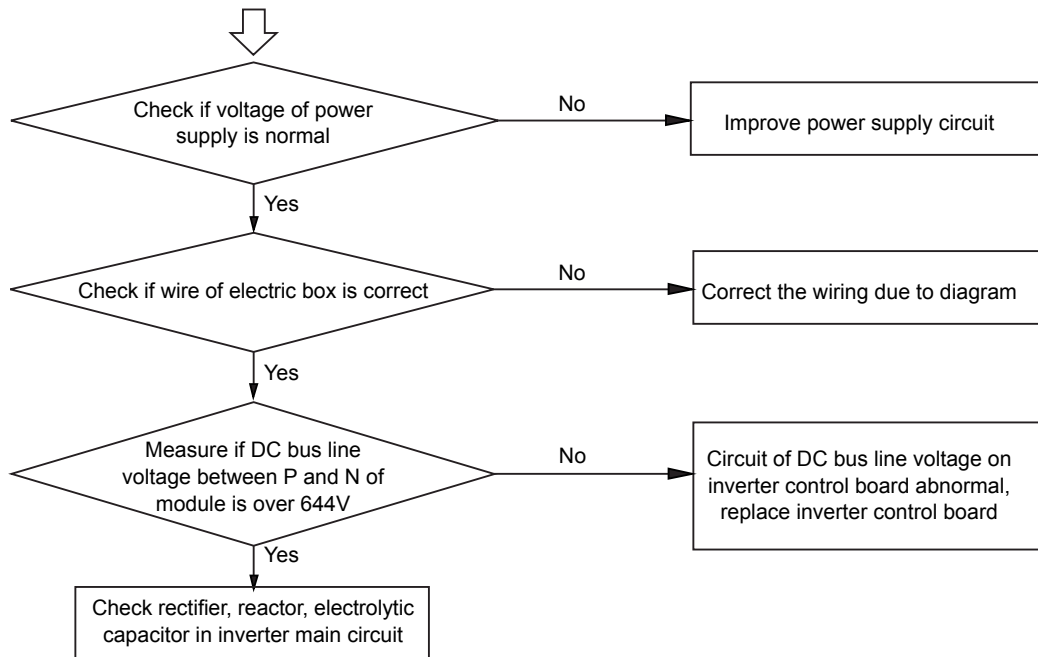 Check if voltage of power
supply is normal
No
Improve power supply circuit
Yes
Check if wire of electric box is correct
No
Correct the wiring due to diagram
Yes
Measure if DC bus line
voltage between P and N of
module is over 644V
No
Circuit of DC bus line voltage on
inverter control board abnormal,
replace inverter control board
Yes
Check rectifier, reactor, electrolytic
capacitor in inverter main circuit